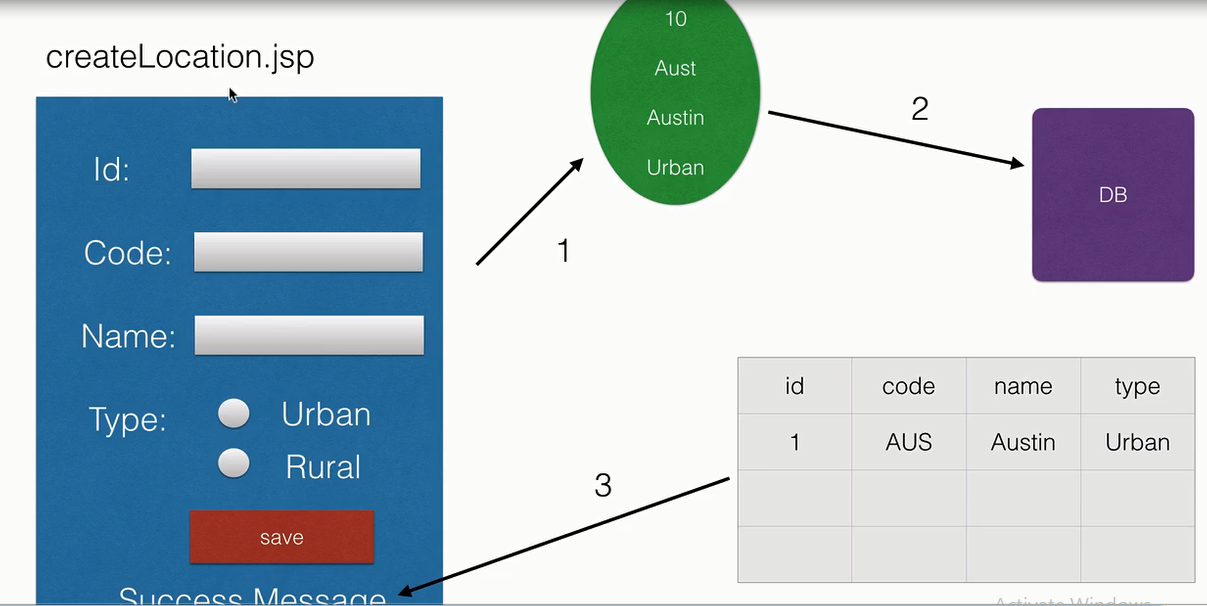 createLocation.jsp
Id:
Code:
Name:
Type:
Urban
Rural
save
Success Message
1
10
Aust
Austin
Urban
2
DB
id code name type
1 AUS Austin Urban
3
Activate Windows